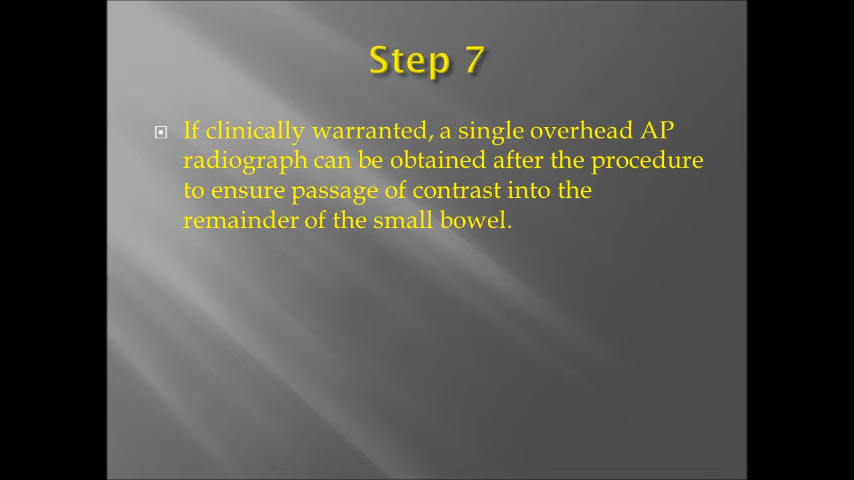 Step 7
If clinically warranted, a single overhead AP
radiograph can be obtained after the procedure
to ensure passage of contrast into the
remainder of the small bowel.